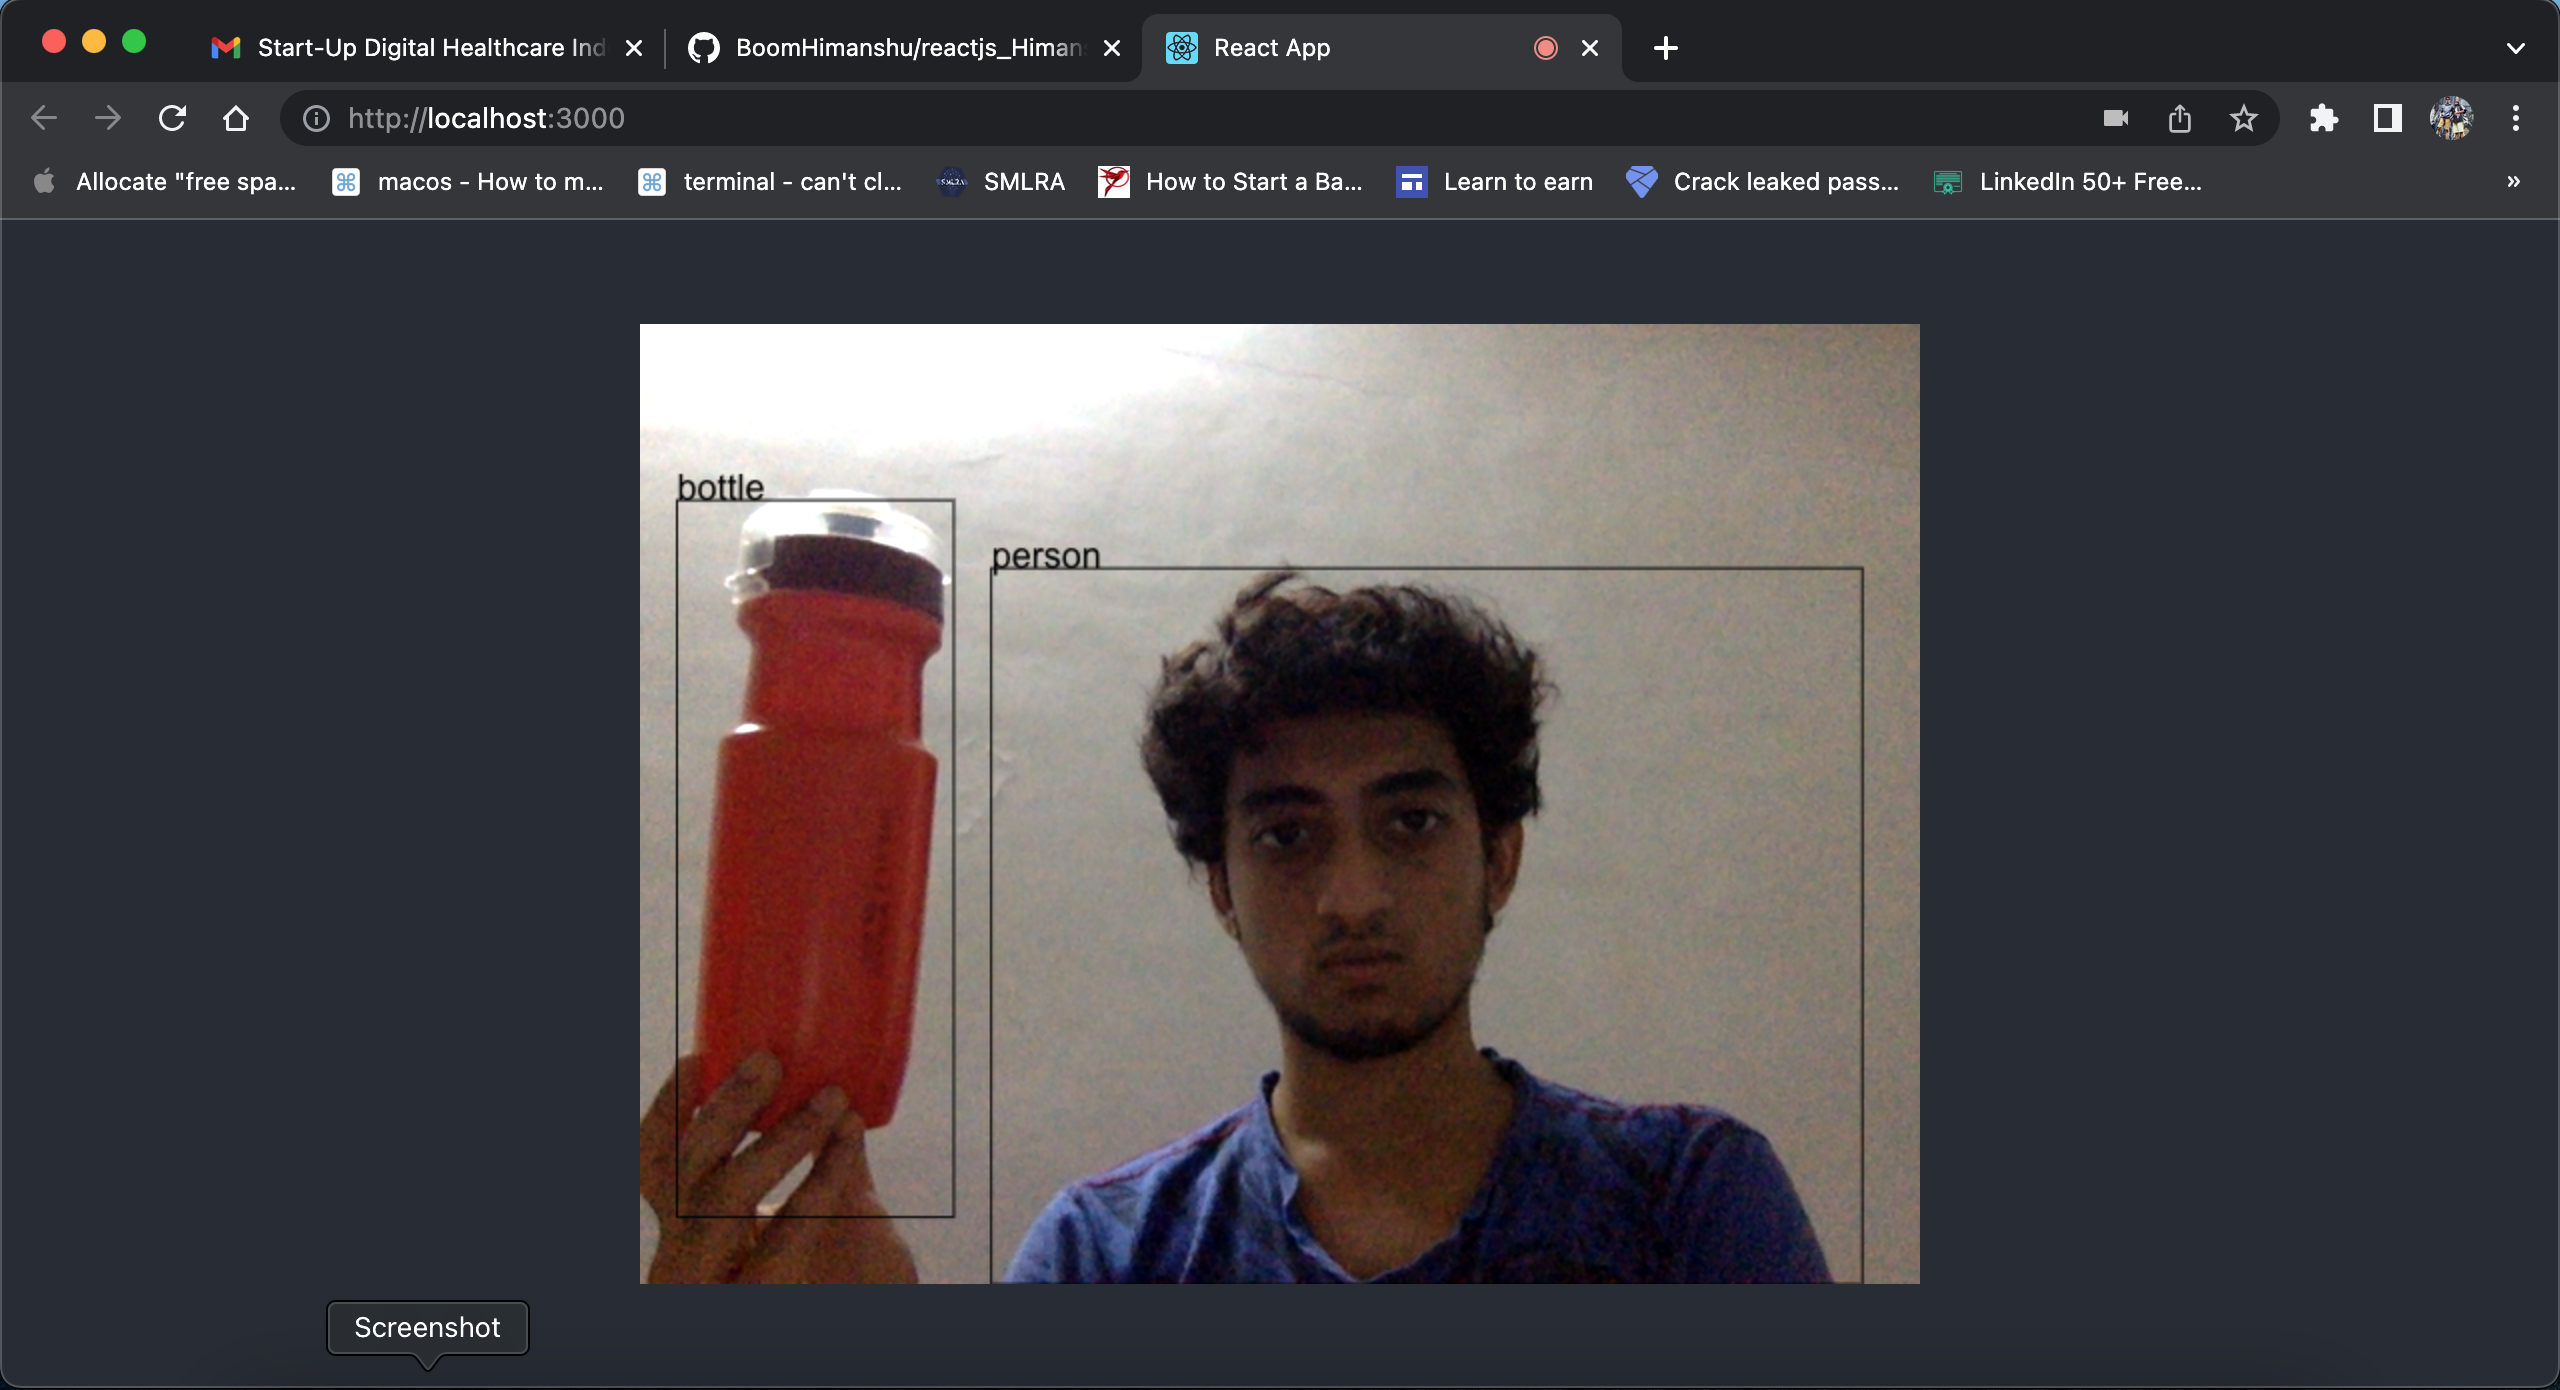 Start-Up Digital Healthcare Ind
BoomHimanshu/reactjs_Himan
React App
http://localhost:3000
Allocate "free spa...
macos - How to m...
terminal - can't cl...
SMLRA
SMLRA
How to Start a Ba...
Learn to earn
Crack leaked pass...
LinkedIn 50+ Free...
bottle
person
Screenshot